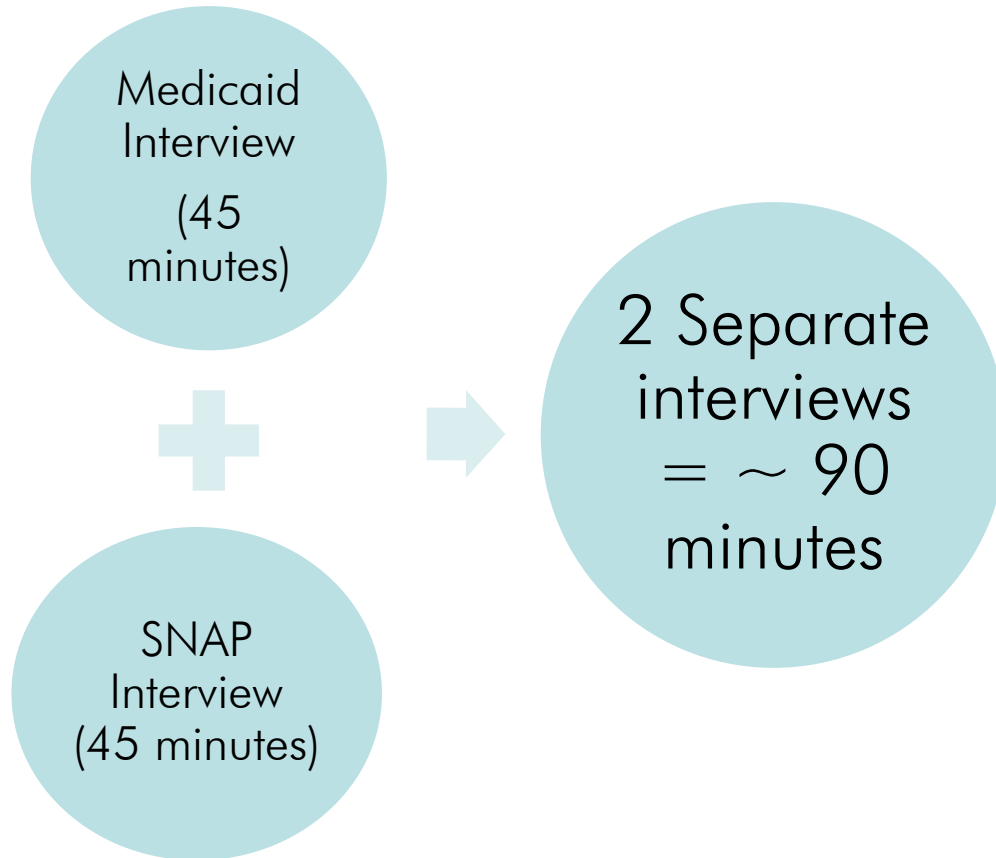 Medicaid
Interview
(45
minutes)
SNAP
Interview
(45 minutes)
2 Separate
interviews
= ~ 90
minutes